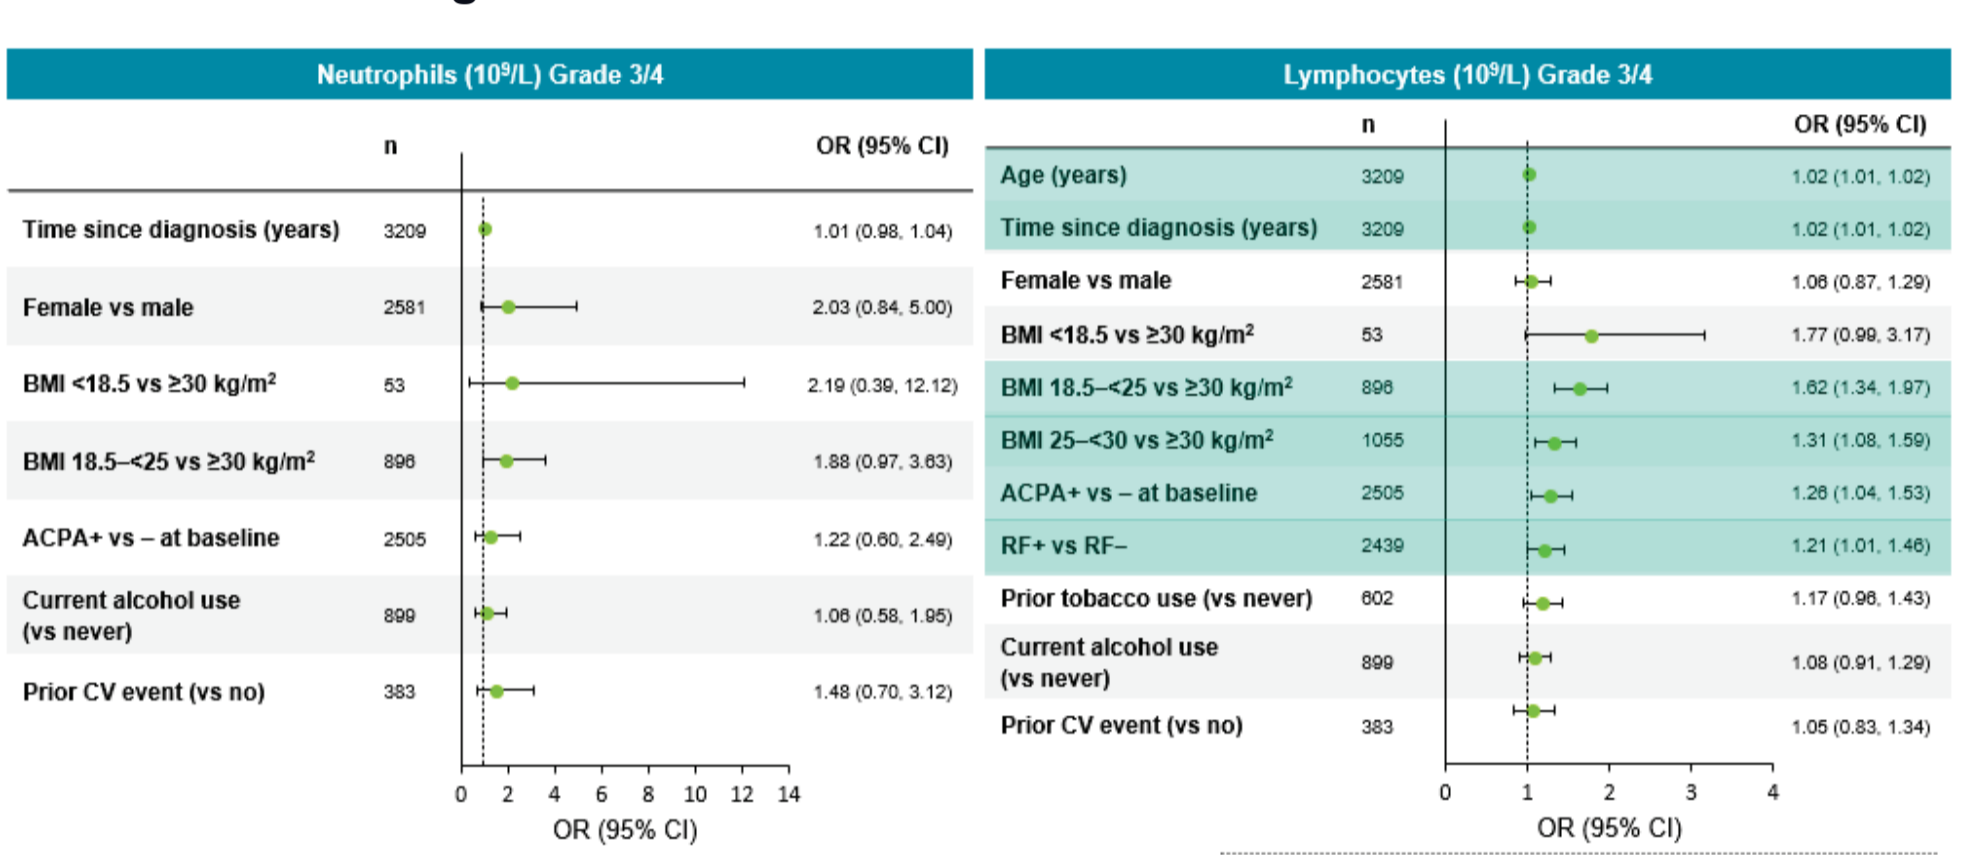 Neutrophils (10⁹/L) Grade 3/4
n OR (95% CI)
Time since diagnosis (years) 3209 1.01 (0.98, 1.04)
Female vs male 2581 2.03 (0.84, 5.00)
BMI <18.5 vs ≥30 kg/m² 53 2.19 (0.39, 12.12)
BMI 18.5–<25 vs ≥30 kg/m² 896 1.88 (0.97, 3.63)
ACPA+ vs – at baseline 2505 1.22 (0.60, 2.49)
Current alcohol use
(vs never) 899 1.06 (0.58, 1.95)
Prior CV event (vs no) 383 1.48 (0.70, 3.12)
0 2 4 6 8 10 12 14
OR (95% CI)
Lymphocytes (10⁹/L) Grade 3/4
n OR (95% CI)
Age (years) 3209 1.02 (1.01, 1.02)
Time since diagnosis (years) 3209 1.02 (1.01, 1.02)
Female vs male 2581 1.06 (0.87, 1.29)
BMI <18.5 vs ≥30 kg/m² 53 1.77 (0.99, 3.17)
BMI 18.5–<25 vs ≥30 kg/m² 896 1.62 (1.34, 1.97)
BMI 25–<30 vs ≥30 kg/m² 1055 1.31 (1.08, 1.59)
ACPA+ vs – at baseline 2505 1.26 (1.04, 1.53)
RF+ vs RF– 2439 1.21 (1.01, 1.46)
Prior tobacco use (vs never) 602 1.17 (0.96, 1.43)
Current alcohol use
(vs never) 899 1.08 (0.91, 1.29)
Prior CV event (vs no) 383 1.05 (0.83, 1.34)
0 1 2 3 4
OR (95% CI)